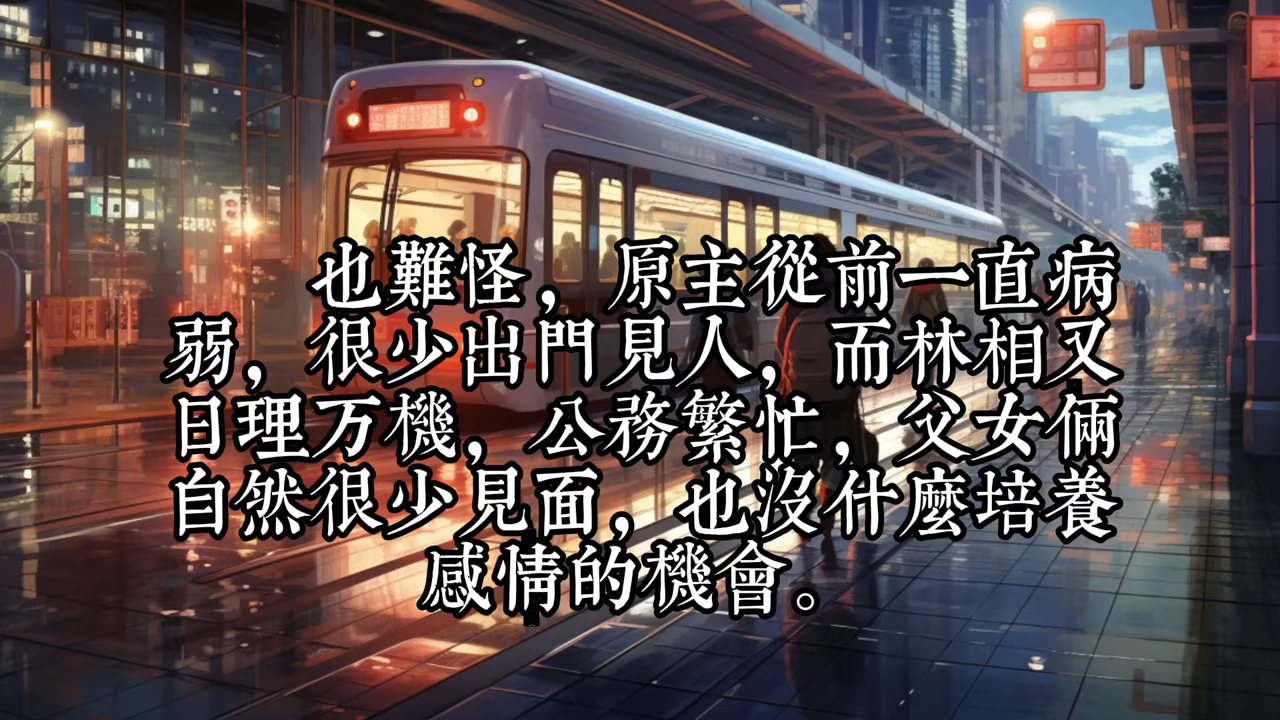 也難怪，原主從前一直病
弱，很少出門見人，而林相又
日理万機，公務繁忙，父女倆
自然很少見面，也沒什麼培養
感情的機會。